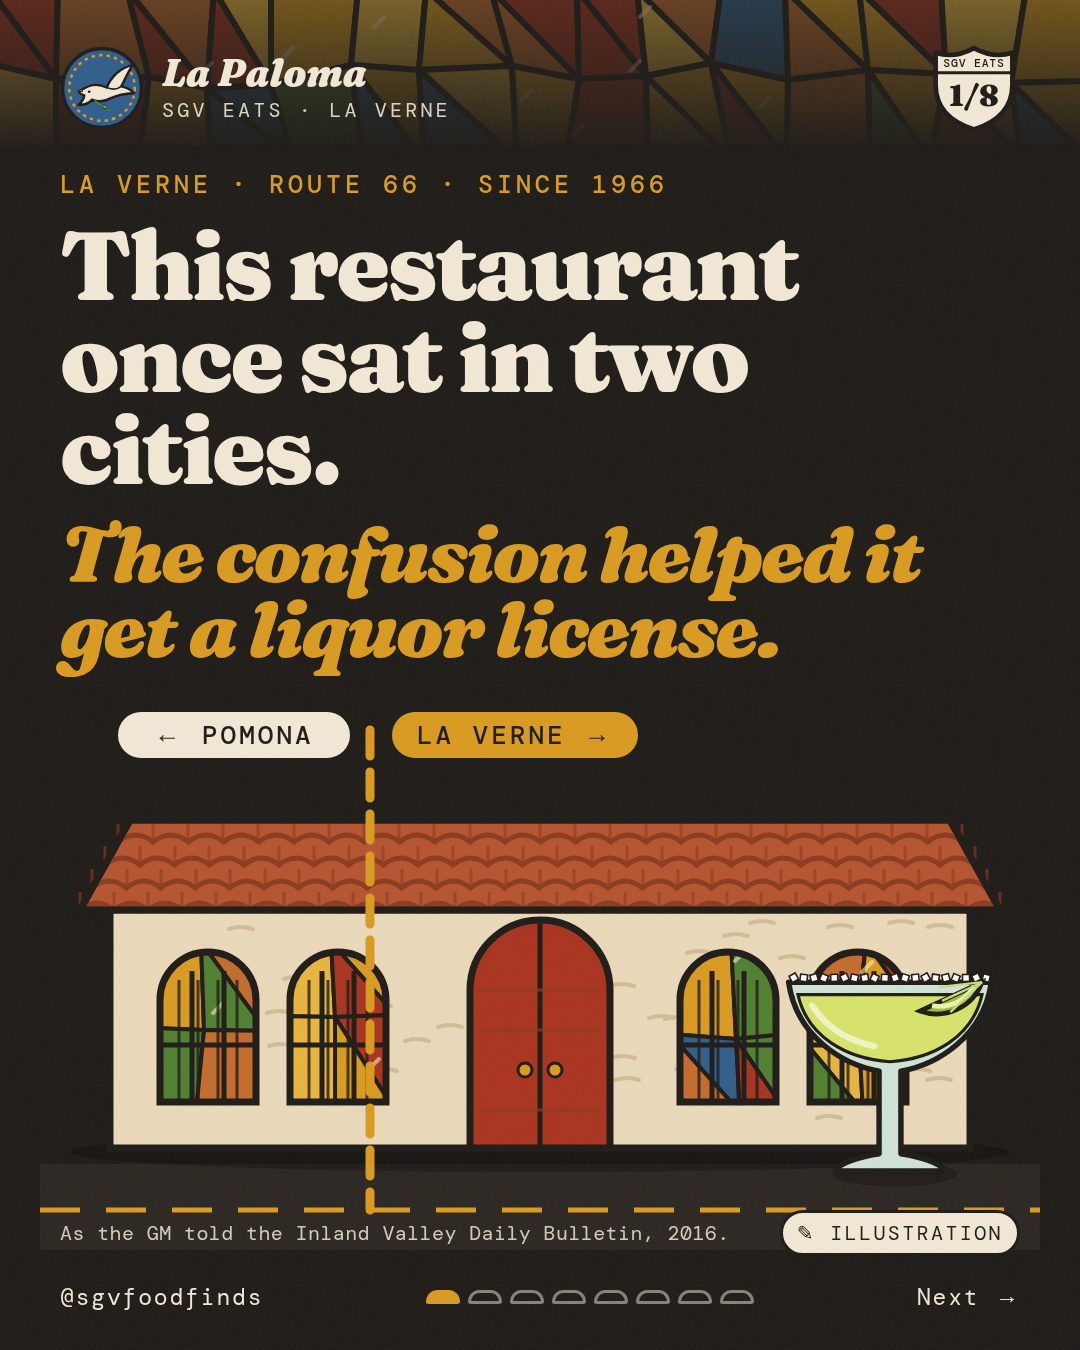 La Paloma
SGV EATS · LA VERNE
SGV EATS
1/8
LA VERNE · ROUTE 66 · SINCE 1966
This restaurant
once sat in two
cities.
The confusion helped it
get a liquor license.
← POMONA
LA VERNE →
As the GM told the Inland Valley Daily Bulletin, 2016.
✎ ILLUSTRATION
@sgvfoodfinds
Next →